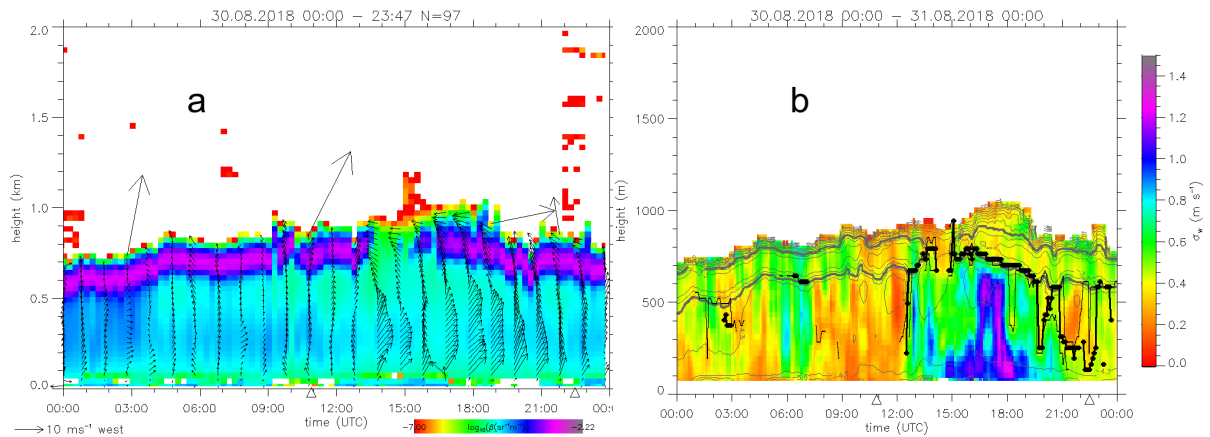 30.08.2018 00:00 – 23:47 N=97
a
2.0
1.5
1.0
0.5
0.0
height (km)
00:00 03:00 06:00 09:00 12:00 15:00 18:00 21:00 00:00
time (UTC)
10 ms⁻¹ west
−7.00 log₁₀(β(sr⁻¹m⁻¹)) −2.22
30.08.2018 00:00 – 31.08.2018 00:00
b
2000
1500
1000
500
0
height (m)
00:00 03:00 06:00 09:00 12:00 15:00 18:00 21:00 00:00
time (UTC)
1.4
1.2
1.0
0.8
0.6
0.4
0.2
0.0
σw (m s⁻¹)